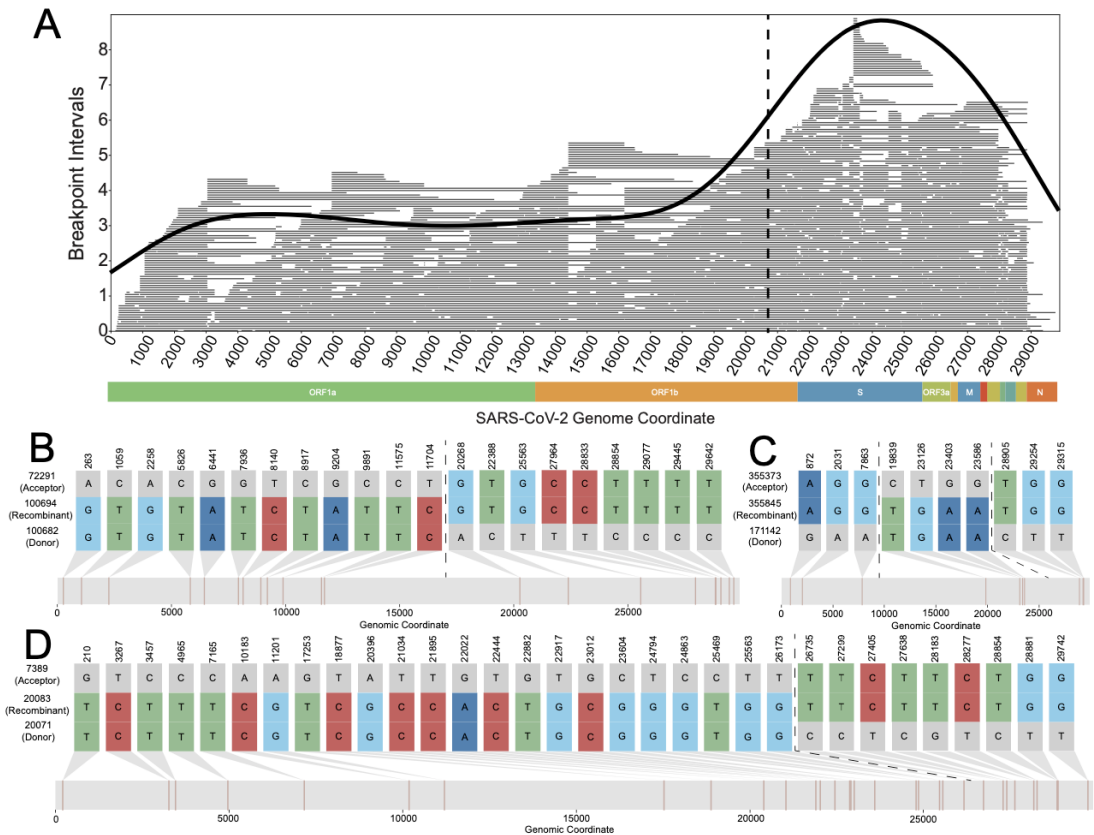 A
Breakpoint Intervals
8
7
6
5
4
3
2
1
0
0 1000 2000 3000 4000 5000 6000 7000 8000 9000 10000 11000 12000 13000 14000 15000 16000 17000 18000 19000 20000 21000 22000 23000 24000 25000 26000 27000 28000 29000
ORF1a ORF1b S ORF3a M N
SARS-CoV-2 Genome Coordinate
B
263 1059 2258 5826 6441 7936 8140 8917 9204 9891 11575 11704 20268 22388 25563 27964 28833 28854 29077 29445 29642
72291 A C A C G G T C G C C T G T G C C T T T T
(Acceptor)
100694 G T G T A T C T A T T C G T G C C T T T T
(Recombinant)
100682 G T G T A T C T A T T C A C T T T C C C C
(Donor)
0 5000 10000 15000 20000 25000
Genomic Coordinate
C
872 2031 7863 19839 23126 23403 23586 28905 29254 29315
355373 A G G C T G G T G G
(Acceptor)
355845 A G G T G A A T G G
(Recombinant)
171142 G A A T G A A C T T
(Donor)
0 5000 10000 15000 20000 25000
Genomic Coordinate
D
210 3267 3457 4965 7165 10183 11201 17253 18877 20396 21034 21895 22022 22444 22882 22917 23012 23604 24794 24863 25469 25563 26173 26735 27299 27405 27638 28183 28277 28854 28881 29742
7389 G T C C C A A G T A T T G T G T G C T C C T T T T C T T C T G G
(Acceptor)
20083 T C T T T C G T C G C C A C T G C G G G T G G T T C T T C T G G
(Recombinant)
20071 T C T T T C G T C G C C A C T G C G G G T G G C C T C G T C T T
(Donor)
0 5000 10000 15000 20000 25000
Genomic Coordinate